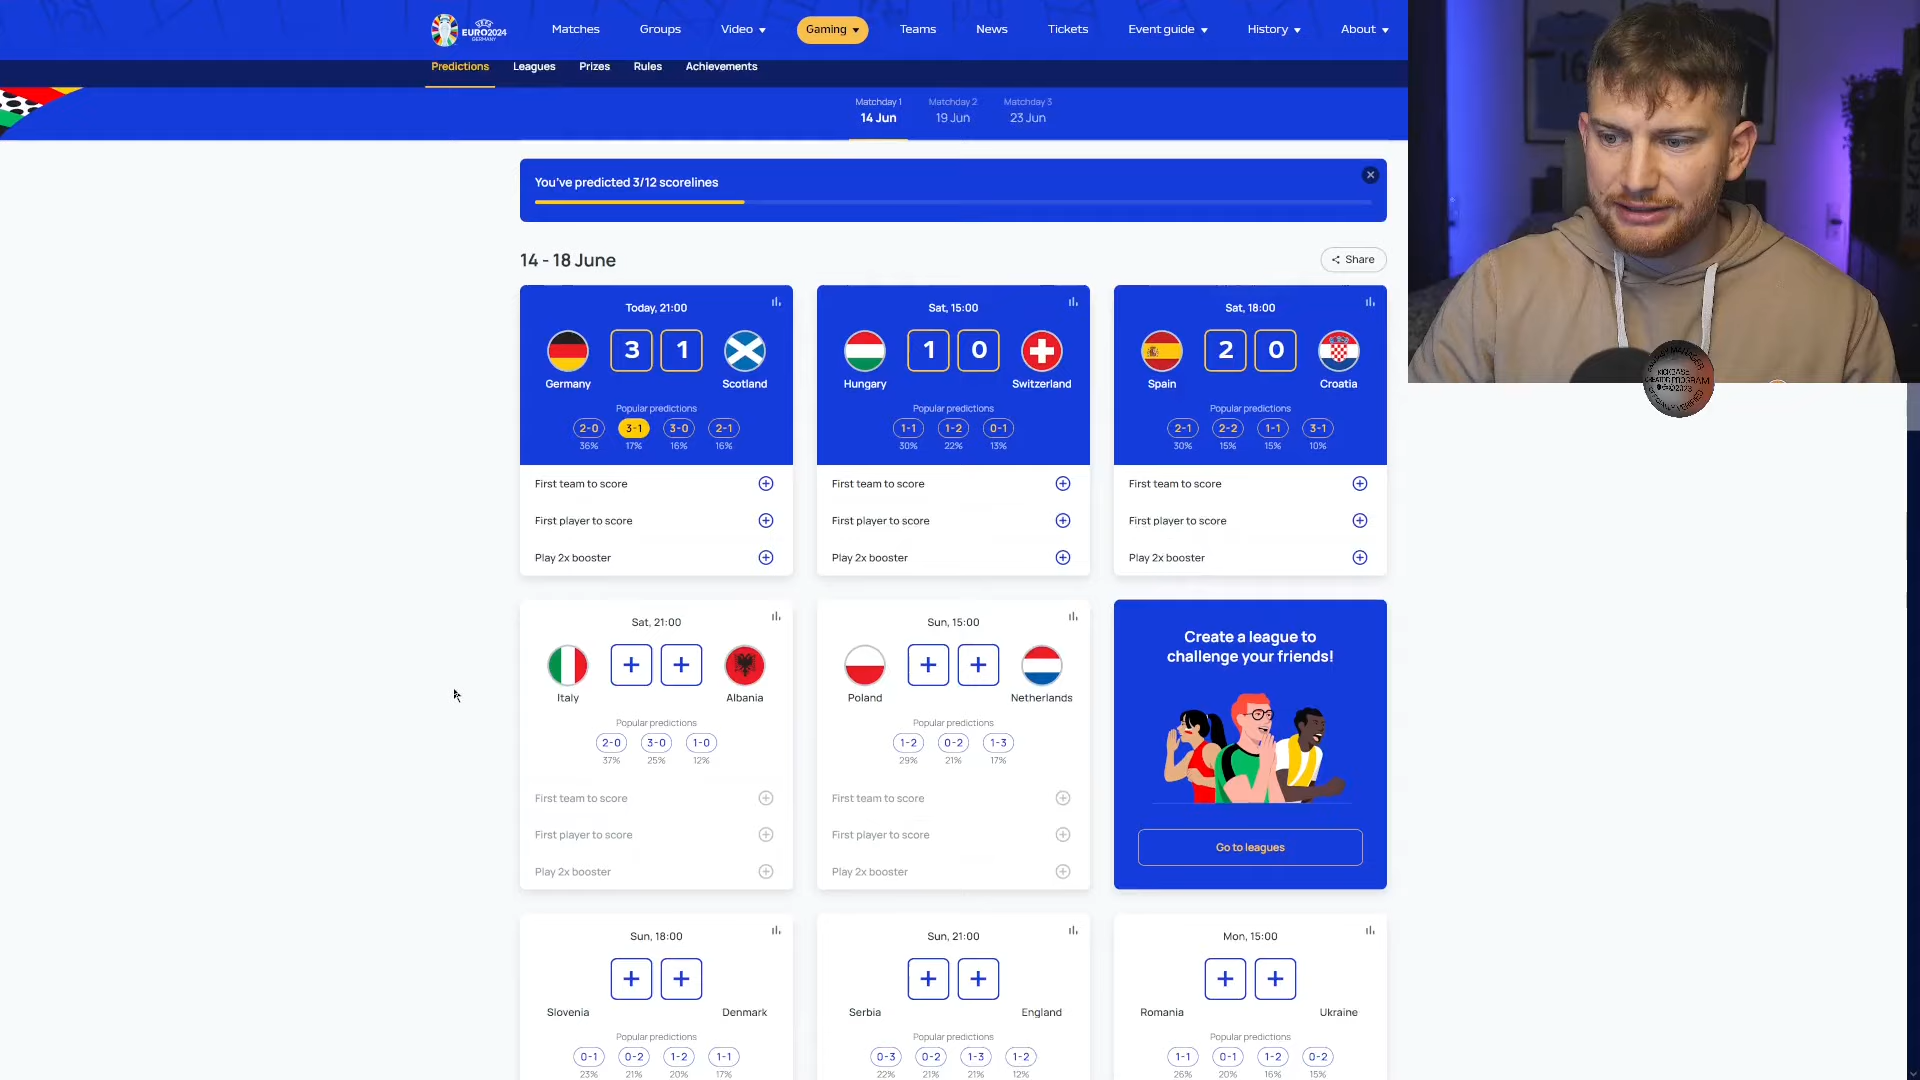 UEFA
EURO2024
GERMANY
Matches
Groups
Video
Gaming
Teams
News
Tickets
Event guide
History
About
Predictions
Leagues
Prizes
Rules
Achievements
Matchday 1
14 Jun
Matchday 2
19 Jun
Matchday 3
23 Jun
You've predicted 3/12 scorelines
14 - 18 June
Share
Today, 21:00
3 1
Germany
Scotland
Popular predictions
2-0 3-1 3-0 2-1
36% 17% 16% 16%
First team to score
First player to score
Play 2x booster
Sat, 15:00
1 0
Hungary
Switzerland
Popular predictions
1-1 1-2 0-1
30% 22% 13%
First team to score
First player to score
Play 2x booster
Sat, 18:00
2 0
Spain
Croatia
Popular predictions
2-1 2-2 1-1 3-1
30% 15% 15% 10%
First team to score
First player to score
Play 2x booster
Sat, 21:00
Italy
Albania
Popular predictions
2-0 3-0 1-0
37% 25% 12%
First team to score
First player to score
Play 2x booster
Sun, 15:00
Poland
Netherlands
Popular predictions
1-2 0-2 1-3
29% 21% 17%
First team to score
First player to score
Play 2x booster
Create a league to
challenge your friends!
Go to leagues
Sun, 18:00
Slovenia
Denmark
Popular predictions
0-1 0-2 1-2 1-1
23% 21% 20% 17%
Sun, 21:00
Serbia
England
Popular predictions
0-3 0-2 1-3 1-2
22% 21% 21% 12%
Mon, 15:00
Romania
Ukraine
Popular predictions
1-1 0-1 1-2 0-2
26% 20% 16% 15%
KICKBASE
CREATOR PROGRAM